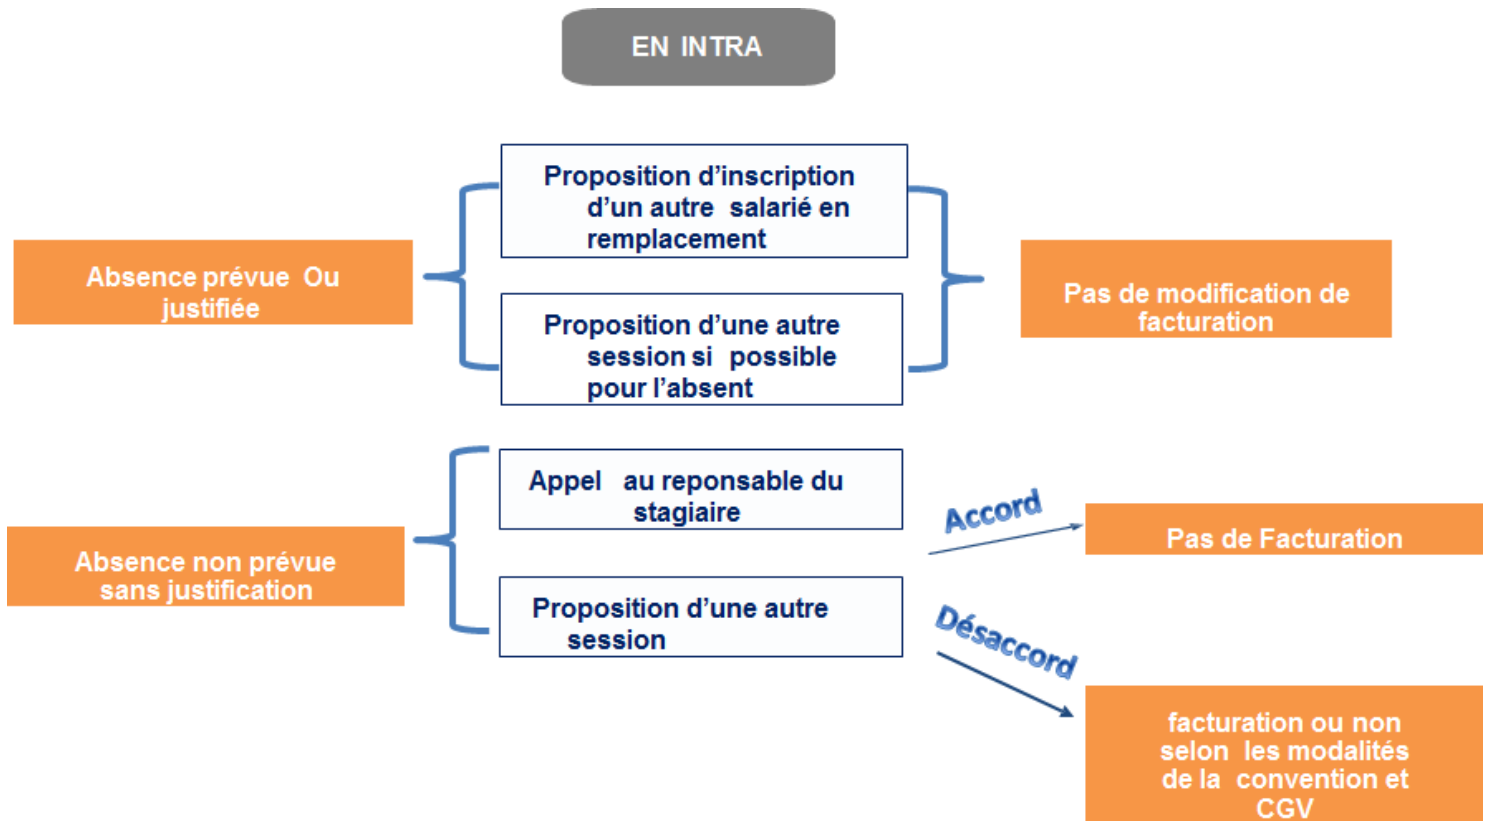 EN INTRA
Proposition d’inscription
d’un autre salarié en
remplacement
Absence prévue Ou
justifiée
Pas de modification de
facturation
Proposition d’une autre
session si possible
pour l’absent
Appel au reponsable du
stagiaire
Accord
Pas de Facturation
Absence non prévue
sans justification
Proposition d’une autre
session
Désaccord
facturation ou non
selon les modalités
de la convention et
CGV